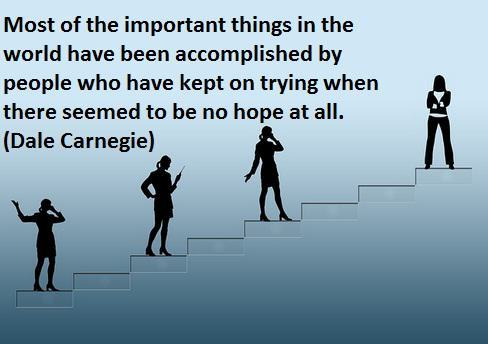 Most of the important things in the
world have been accomplished by
people who have kept on trying when
there seemed to be no hope at all.
(Dale Carnegie)